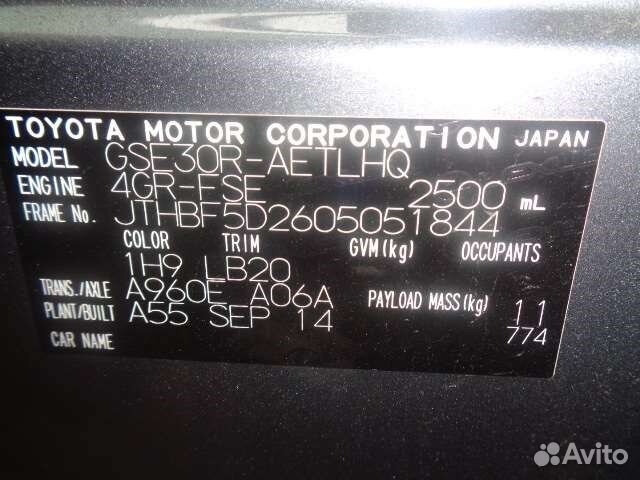 TOYOTA MOTOR CORPORATION JAPAN
MODEL GSE30R-AETLHQ
ENGINE 4GR-FSE 2500 mL
FRAME No. JTHBF5D2605051844
COLOR TRIM GVM(kg) OCCUPANTS
1H9 LB20
TRANS./AXLE A960E A06A PAYLOAD MASS(kg) 11
PLANT/BUILT A55 SEP 14 774
CAR NAME
Avito